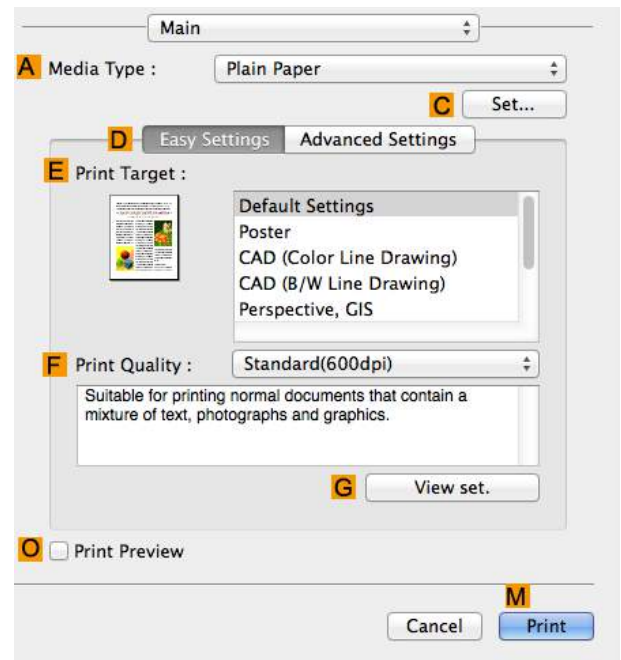 Main
A Media Type : Plain Paper
C Set...
D Easy Settings Advanced Settings
E Print Target :
Default Settings
Poster
CAD (Color Line Drawing)
CAD (B/W Line Drawing)
Perspective, GIS
F Print Quality : Standard(600dpi)
Suitable for printing normal documents that contain a
mixture of text, photographs and graphics.
G View set.
O Print Preview
M
Cancel Print